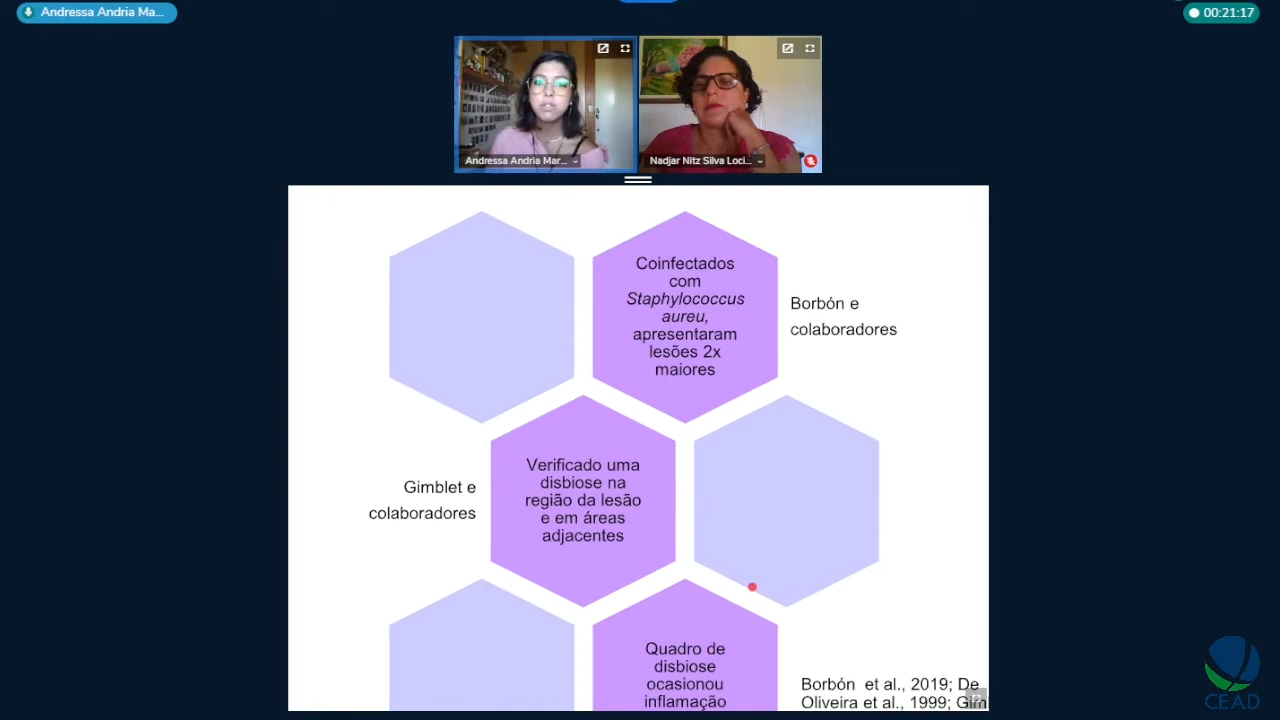 Andressa Andria Ma...
00:21:17
Andressa Andria Mar...
Nadjar Nitz Silva Loci...
Coinfectados
com
Staphylococcus
aureu,
apresentaram
lesões 2x
maiores
Borbón e
colaboradores
Gimblet e
colaboradores
Verificado uma
disbiose na
região da lesão
e em áreas
adjacentes
Quadro de
disbiose
ocasionou
inflamação
Borbón et al., 2019; De
Oliveira et al., 1999; Gim
CEAD